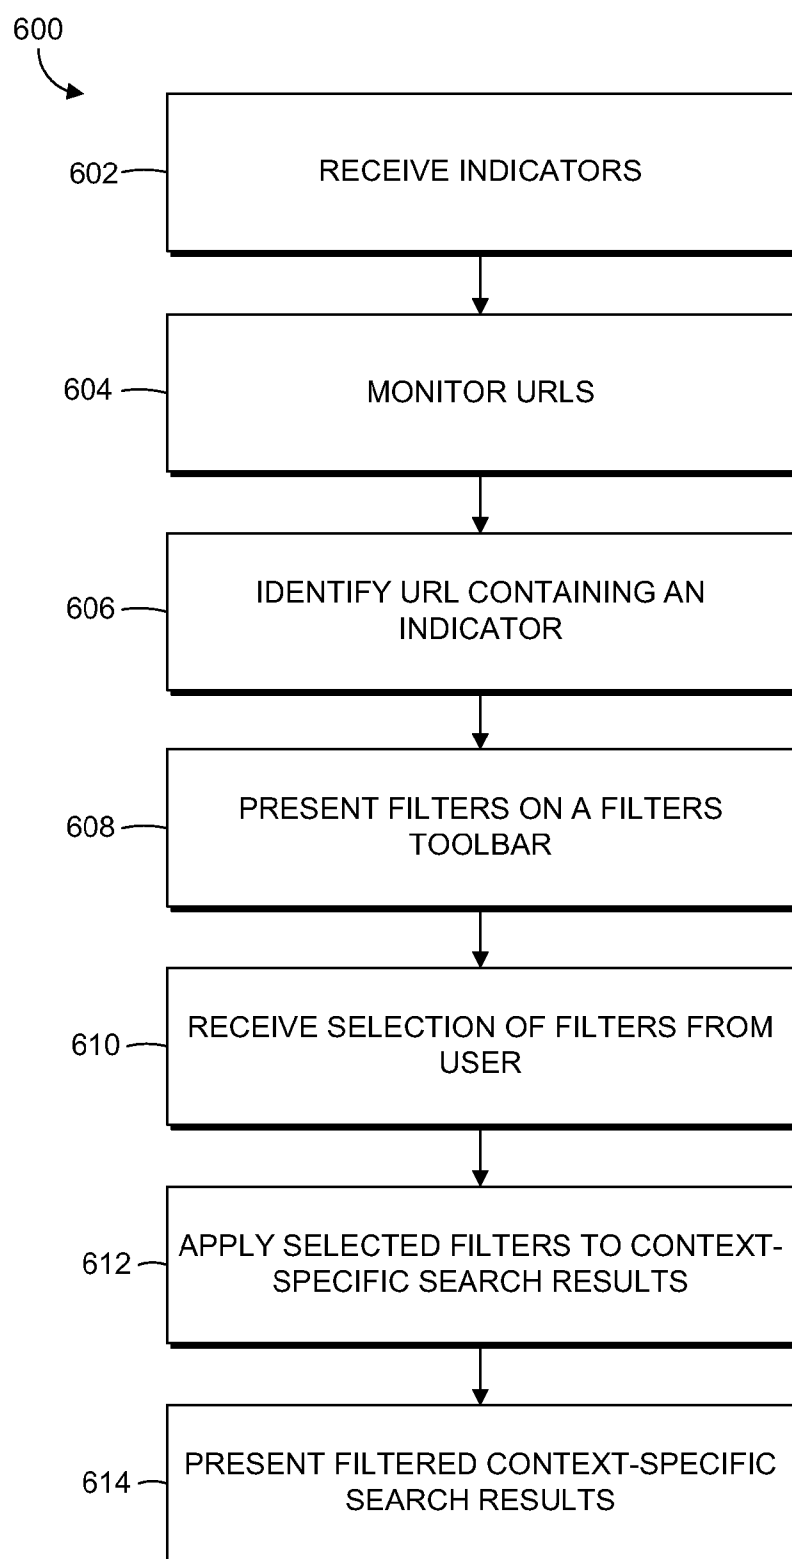 600
602
RECEIVE INDICATORS
604
MONITOR URLS
606
IDENTIFY URL CONTAINING AN
INDICATOR
608
PRESENT FILTERS ON A FILTERS
TOOLBAR
610
RECEIVE SELECTION OF FILTERS FROM
USER
612
APPLY SELECTED FILTERS TO CONTEXT-
SPECIFIC SEARCH RESULTS
614
PRESENT FILTERED CONTEXT-SPECIFIC
SEARCH RESULTS